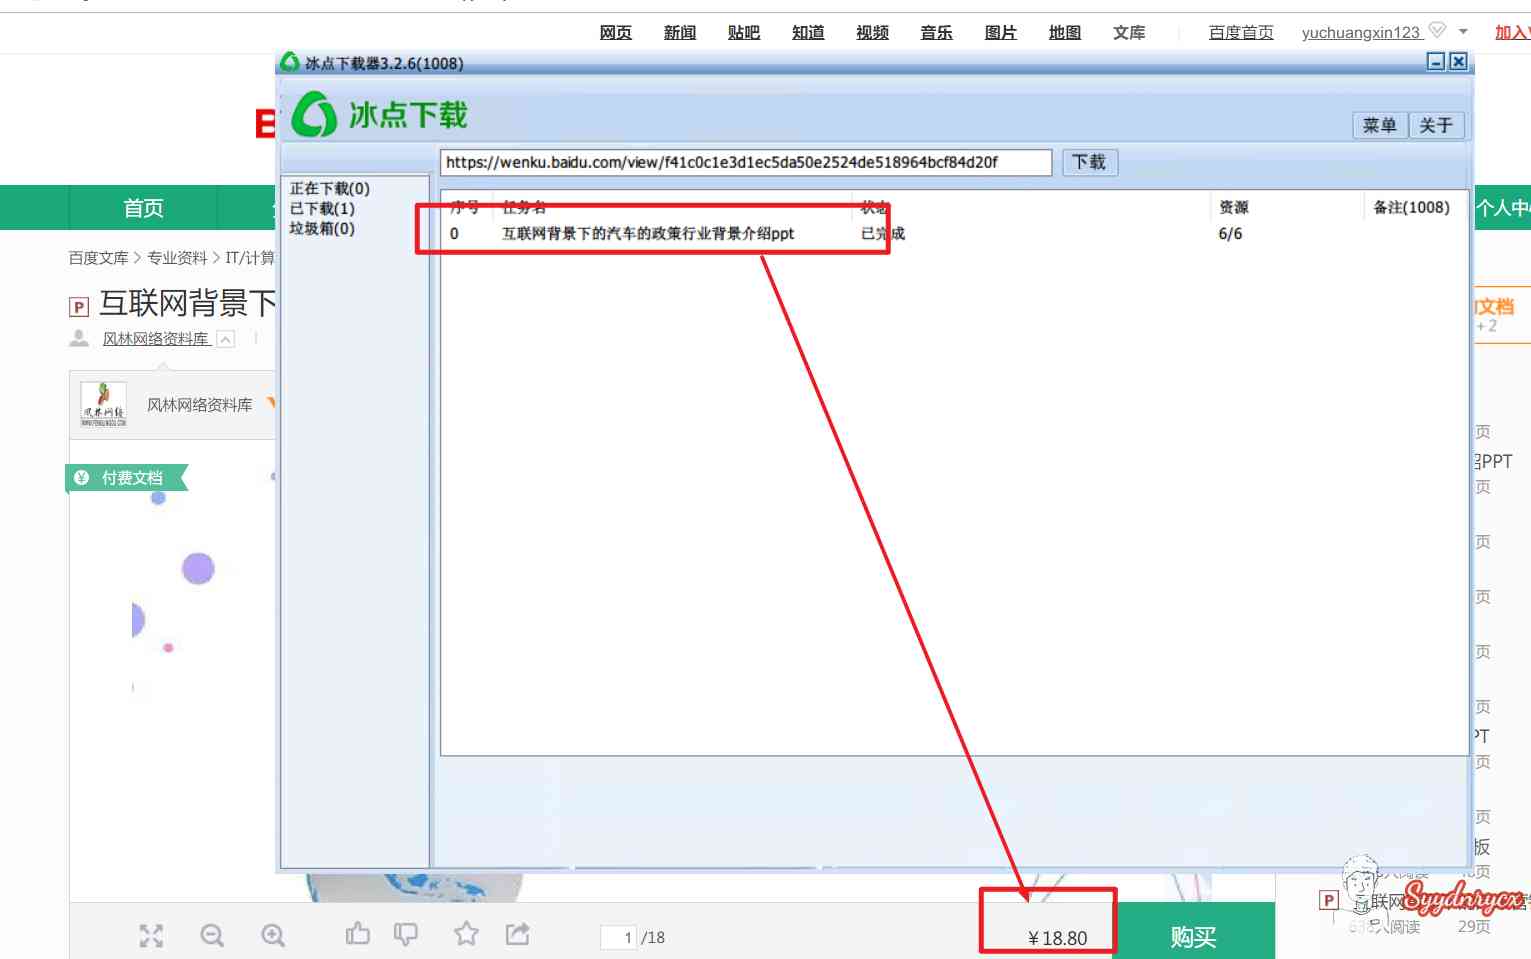 网页 新闻 贴吧 知道 视频 音乐 图片 地图 文库 百度首页 yuchuangxin123 加入V
冰点下载器3.2.6(1008)
冰点下载
菜单 关于
https://wenku.baidu.com/view/f41c0c1e3d1ec5da50e2524de518964bcf84d20f 下载
正在下载(0)
已下载(1)
垃圾箱(0)
序号 任务名 状态 资源 备注(1008)
0 互联网背景下的汽车的政策行业背景介绍ppt 已完成 6/6
首页 个人中
百度文库 > 专业资料 > IT/计算
P 互联网背景下
风林网络资料库
风林网络资料库
¥ 付费文档
文档
+2
页
PPT
页
页
页
页
页
PT
页
页
板
页
P 互联网
人阅读 29页
1 /18
¥18.80 购买
Syydnrycx